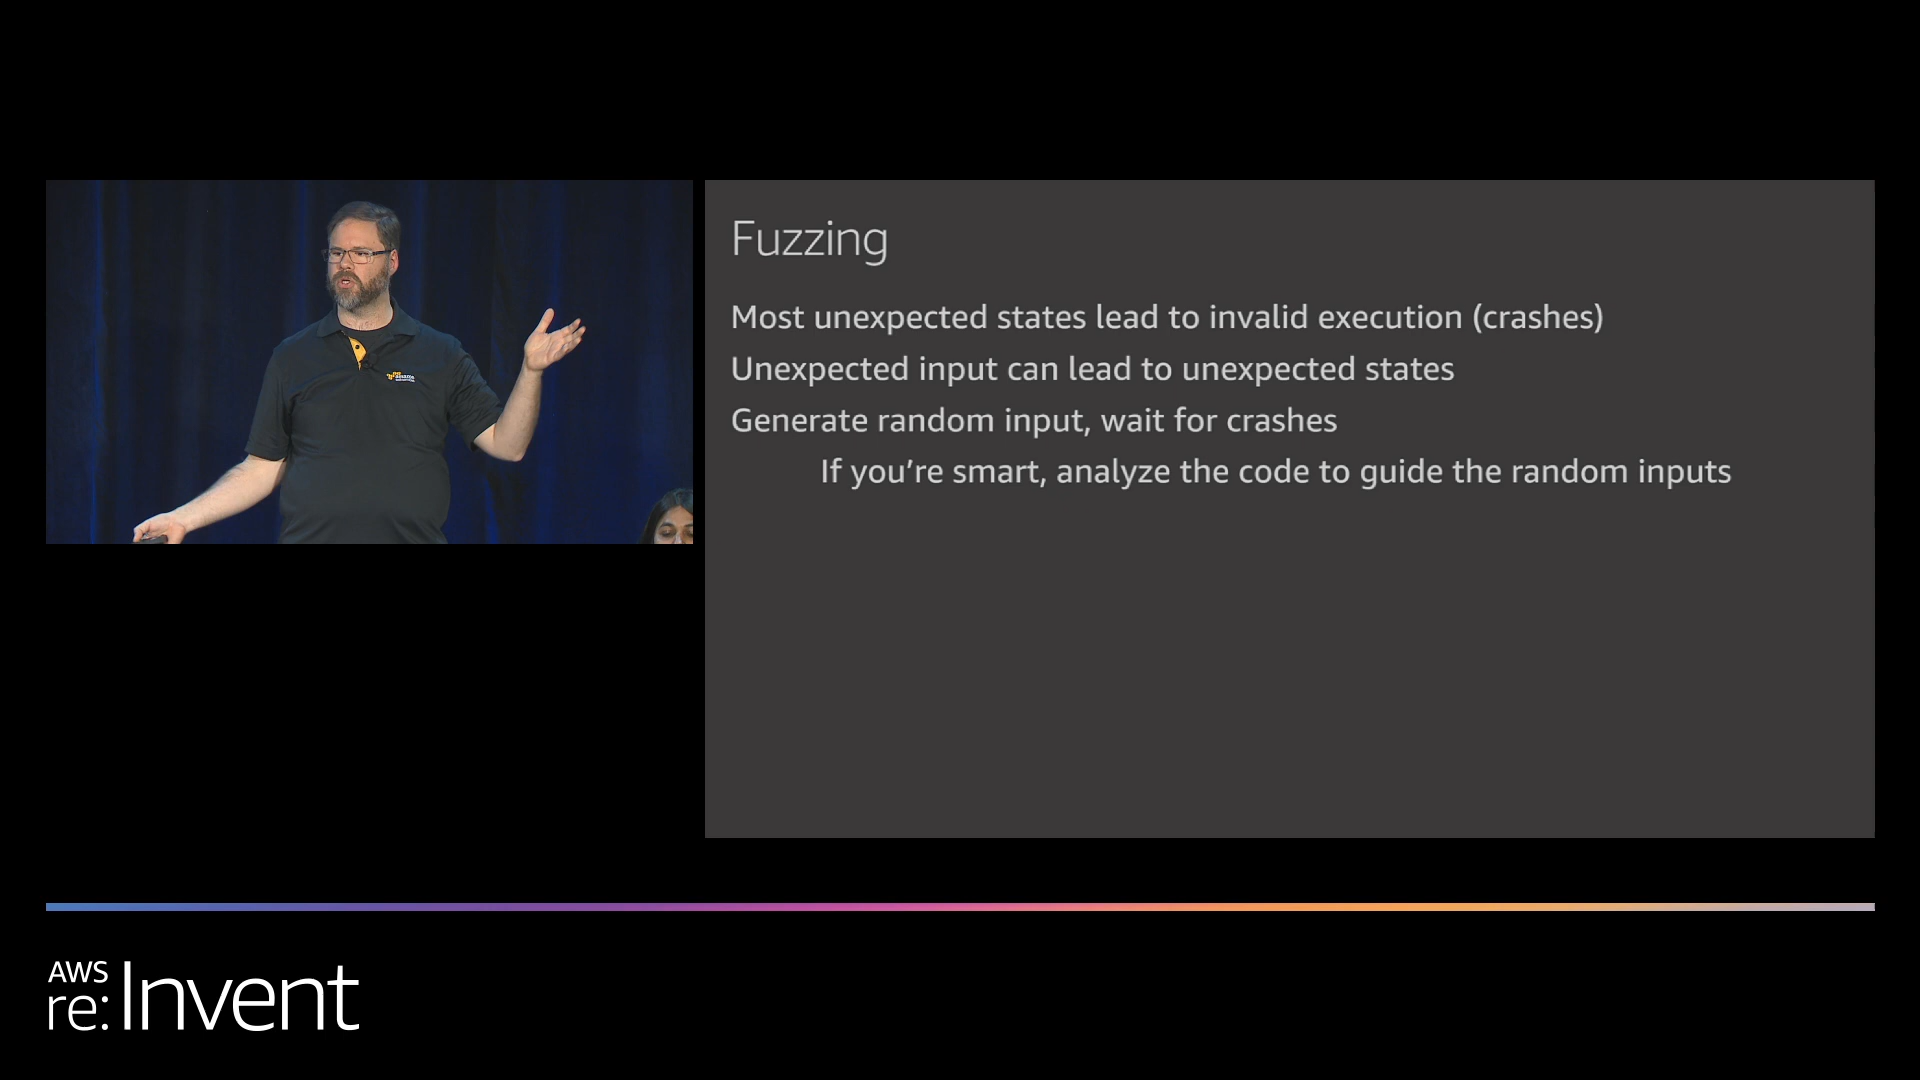 Fuzzing
Most unexpected states lead to invalid execution (crashes)
Unexpected input can lead to unexpected states
Generate random input, wait for crashes
If you’re smart, analyze the code to guide the random inputs
AWS
re:Invent